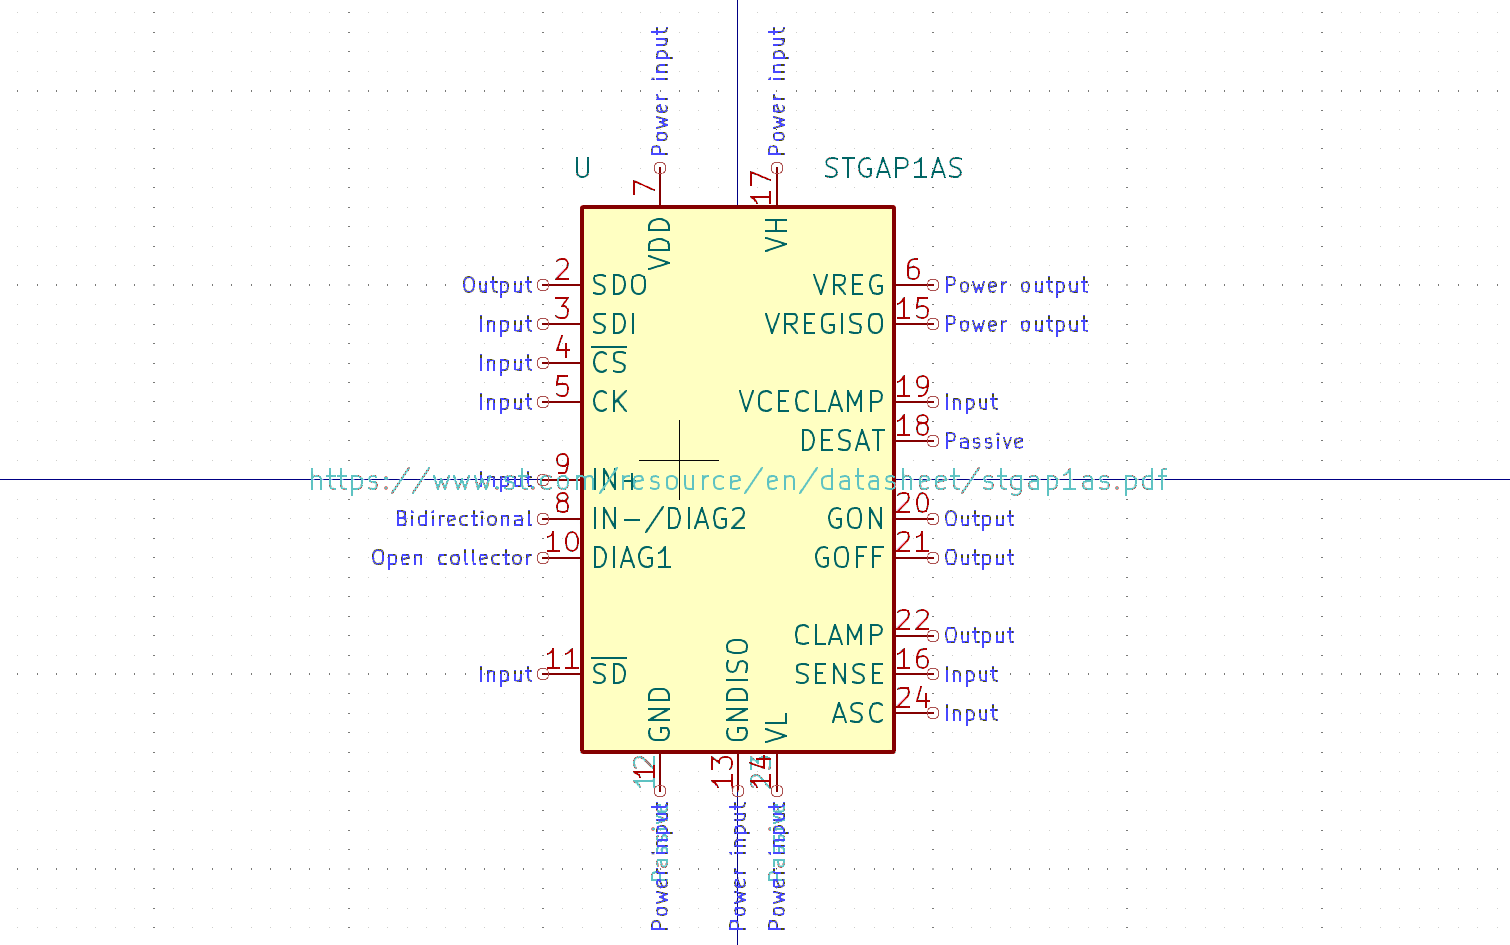 Power input
Power input
U
STGAP1AS
7
17
VDD
VH
Output 2 SDO
VREG 6 Power output
Input 3 SDI
VREGISO 15 Power output
Input 4 CS
Input 5 CK
VCECLAMP 19 Input
DESAT 18 Passive
Input 9 IN+
https://www.st.com/resource/en/datasheet/stgap1as.pdf
Bidirectional 8 IN-/DIAG2
GON 20 Output
Open collector 10 DIAG1
GOFF 21 Output
CLAMP 22 Output
Input 11 SD
SENSE 16 Input
ASC 24 Input
GND
GNDISO
VL
1
12
13
14
23
Power input
Passive
Power input
Power input
Passive